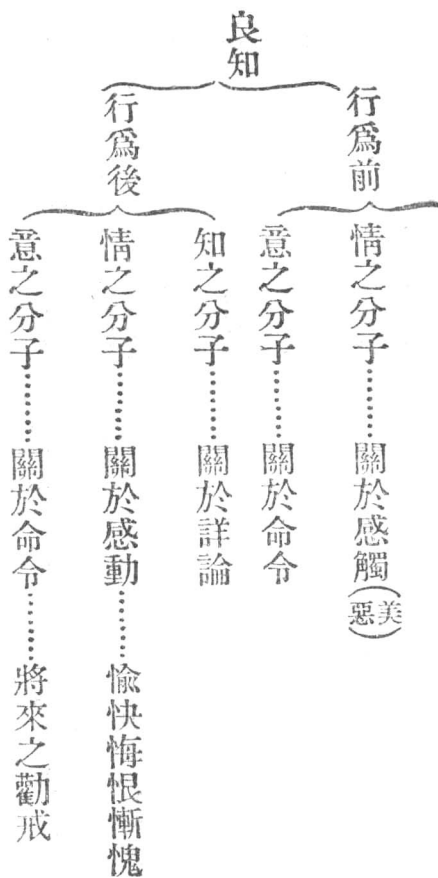 良知
行爲前
情之分子………關於感觸(美惡)
意之分子………關於命令
行爲後
知之分子………關於詳論
情之分子………關於感動………愉快悔恨慚愧
意之分子………關於命令………將來之勸戒